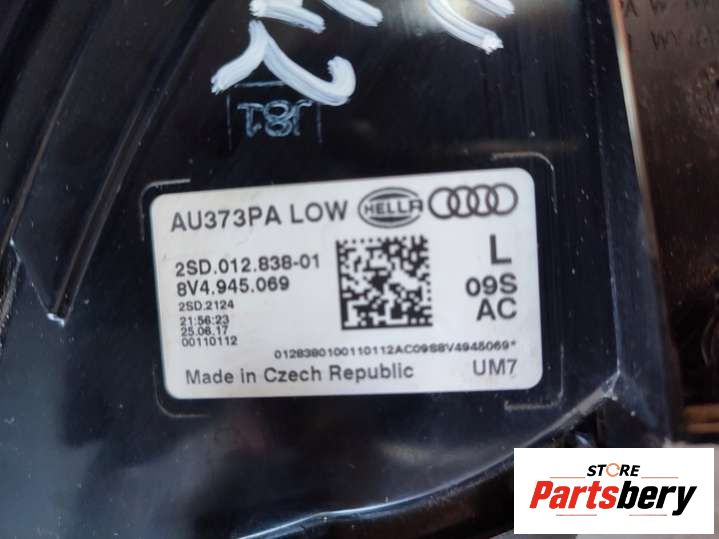 J81
AU373PA LOW HELLA
2SD.012.838-01
8V4.945.069
2SD.2124
21:56:23
25.06.17
00110112
L
09S
AC
0128380100110112AC09S8V4945069*
Made in Czech Republic UM7
STORE
Partsbery